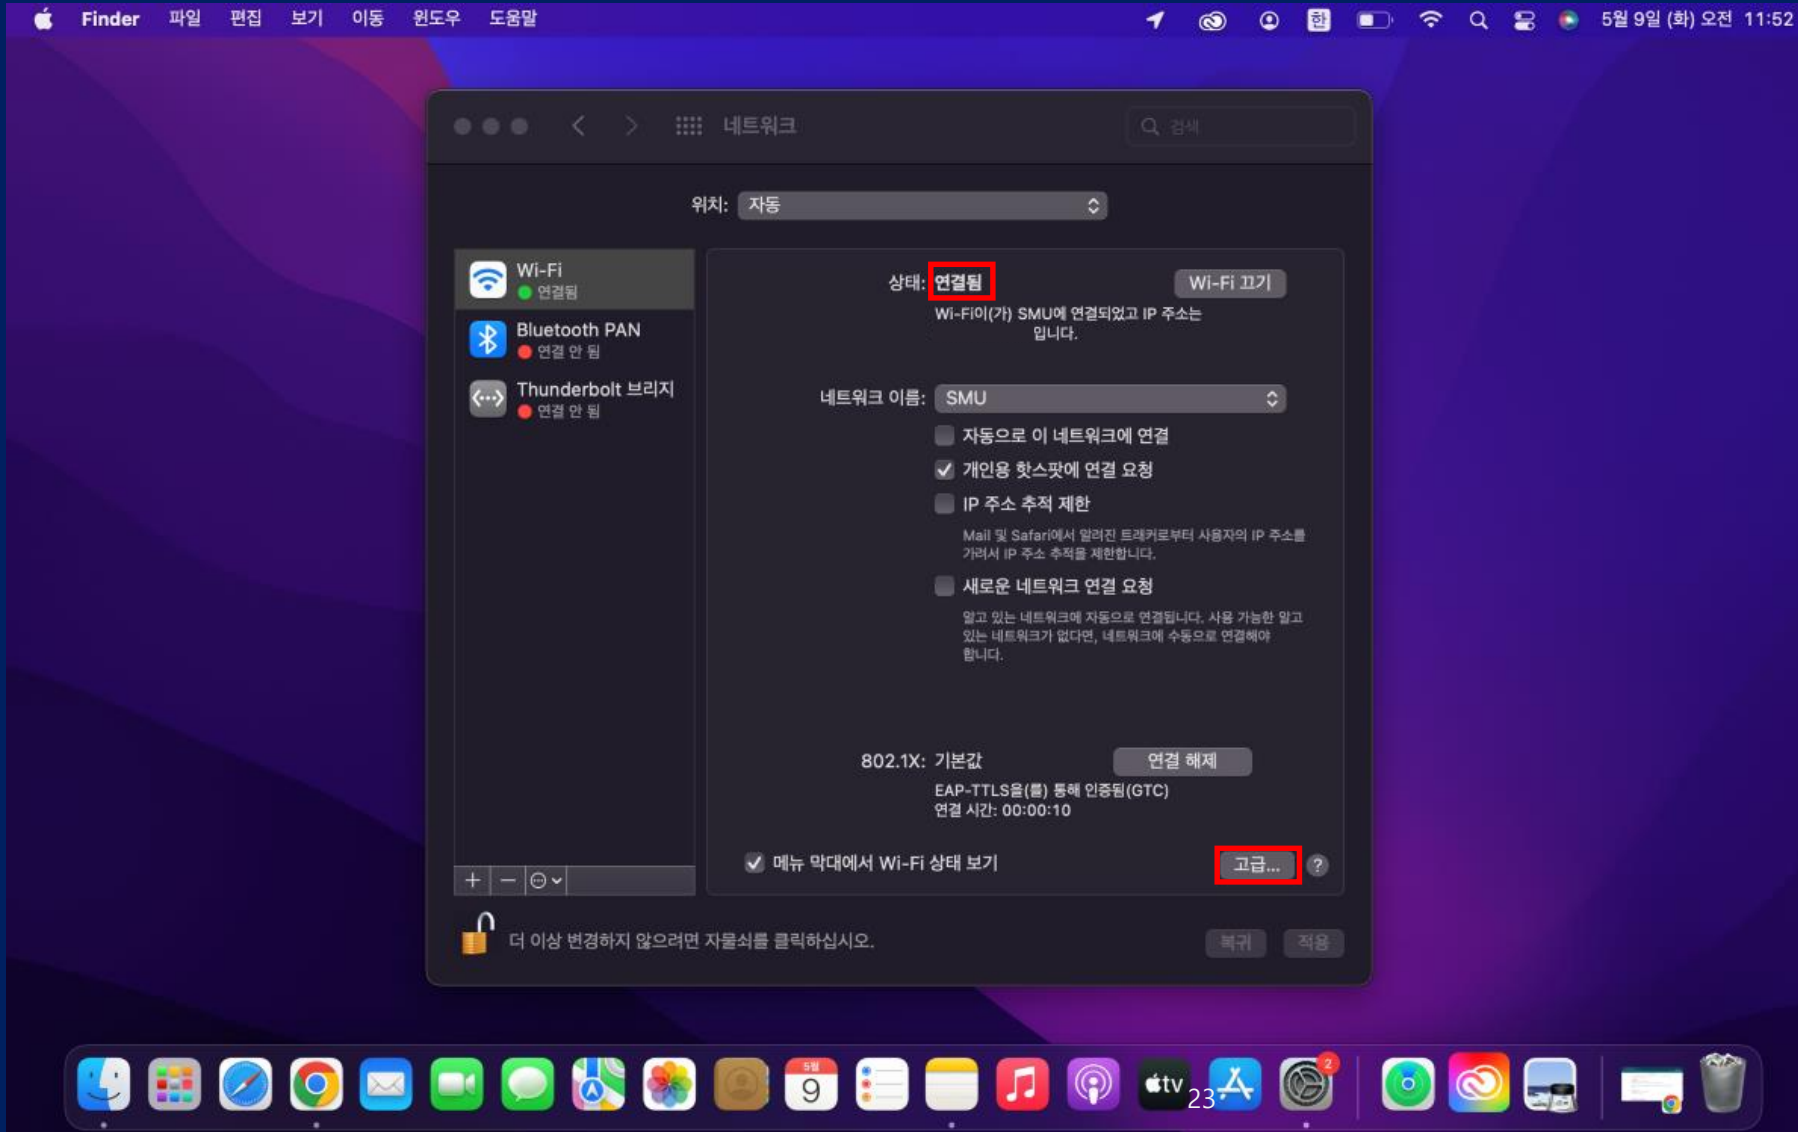 Finder 파일 편집 보기 이동 윈도우 도움말 한 5월 9일 (화) 오전 11:52
네트워크 검색
위치: 자동
Wi-Fi
연결됨
Bluetooth PAN
연결 안 됨
Thunderbolt 브리지
연결 안 됨
상태: 연결됨 Wi-Fi 끄기
Wi-Fi이(가) SMU에 연결되었고 IP 주소는
입니다.
네트워크 이름: SMU
자동으로 이 네트워크에 연결
개인용 핫스팟에 연결 요청
IP 주소 추적 제한
Mail 및 Safari에서 알려진 트래커로부터 사용자의 IP 주소를
가려서 IP 주소 추적을 제한합니다.
새로운 네트워크 연결 요청
알고 있는 네트워크에 자동으로 연결됩니다. 사용 가능한 알고
있는 네트워크가 없다면, 네트워크에 수동으로 연결해야
합니다.
802.1X: 기본값 연결 해제
EAP-TTLS을(를) 통해 인증됨(GTC)
연결 시간: 00:00:10
메뉴 막대에서 Wi-Fi 상태 보기 고급... ?
더 이상 변경하지 않으려면 자물쇠를 클릭하십시오. 복귀 적용
5월
9
tv
2
23